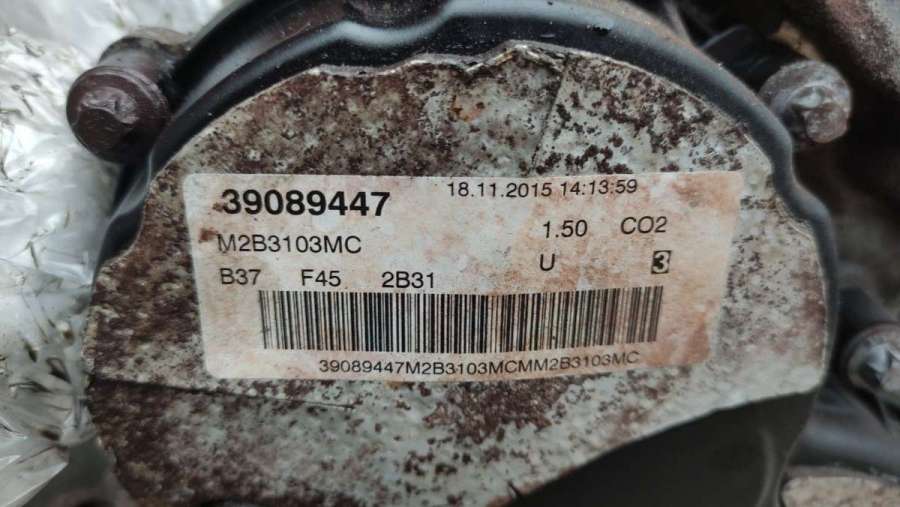 39089447 18.11.2015 14:13:59
M2B3103MC 1.50 CO2
B37 F45 2B31 U 3
39089447M2B3103MCMM2B3103MC